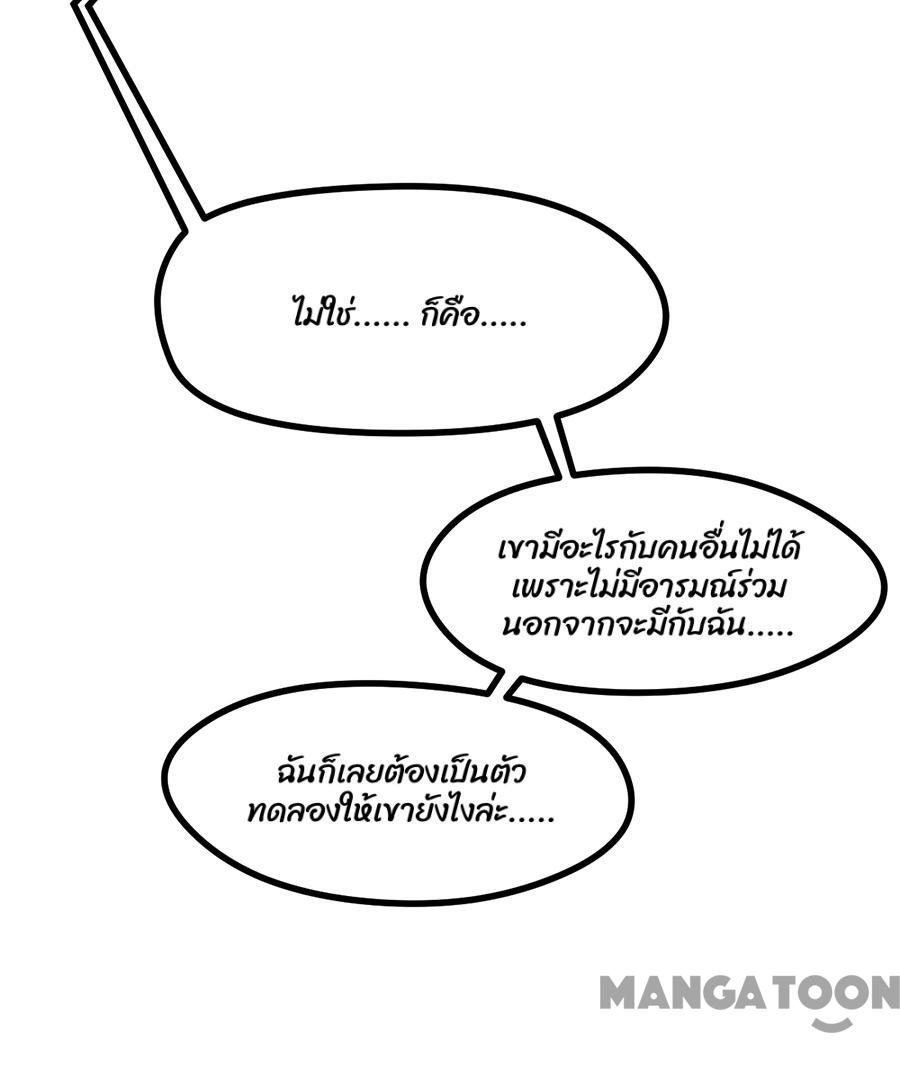 ไม่ใช่...... ก็คือ.....
เขามีอะไรกับคนอื่นไม่ได้
เพราะไม่มีอารมณ์ร่วม
นอกจากจะมีกับฉัน.....
ฉันก็เลยต้องเป็นตัว
ทดลองให้เขายังไงล่ะ.....
MANGATOON